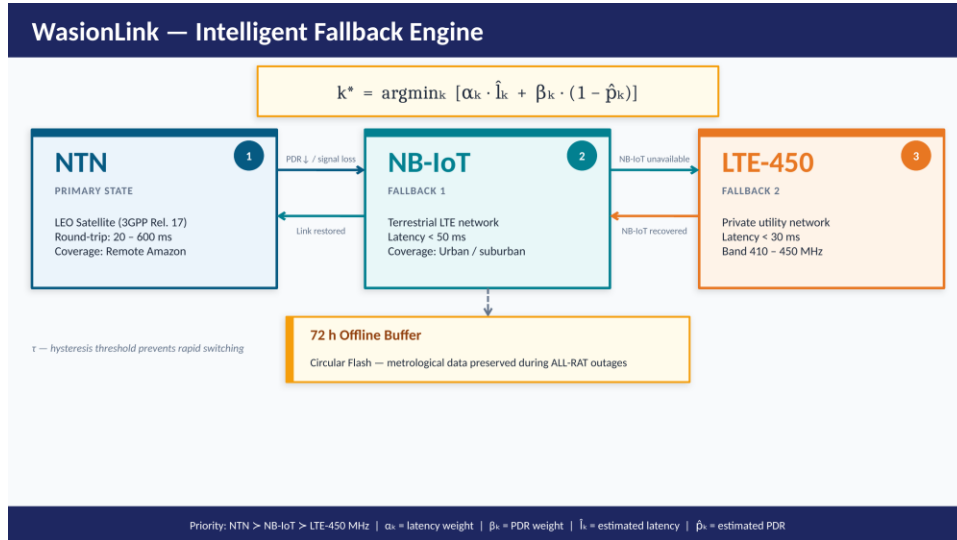 WasionLink — Intelligent Fallback Engine
k* = argminₖ [αₖ · l̂ₖ + βₖ · (1 − p̂ₖ)]
NTN
1
PRIMARY STATE
LEO Satellite (3GPP Rel. 17)
Round-trip: 20 – 600 ms
Coverage: Remote Amazon
PDR↓ / signal loss
Link restored
NB-IoT
2
FALLBACK 1
Terrestrial LTE network
Latency < 50 ms
Coverage: Urban / suburban
NB-IoT unavailable
NB-IoT recovered
LTE-450
3
FALLBACK 2
Private utility network
Latency < 30 ms
Band 410 – 450 MHz
72 h Offline Buffer
Circular Flash — metrological data preserved during ALL-RAT outages
τ — hysteresis threshold prevents rapid switching
Priority: NTN ≻ NB-IoT ≻ LTE-450 MHz | αₖ = latency weight | βₖ = PDR weight | l̂ₖ = estimated latency | p̂ₖ = estimated PDR